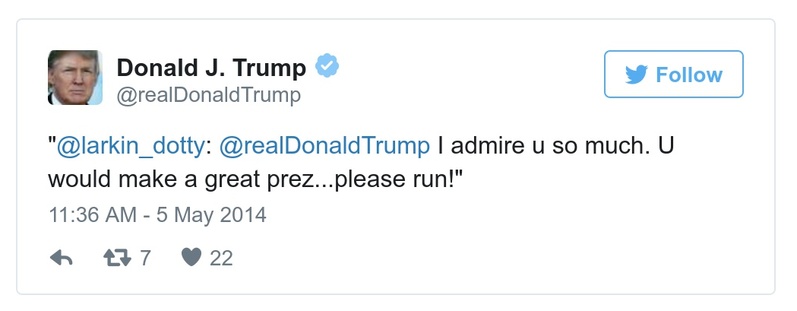 Donald J. Trump
@realDonaldTrump
Follow
"@larkin_dotty: @realDonaldTrump I admire u so much. U
would make a great prez...please run!"
11:36 AM - 5 May 2014
7 22